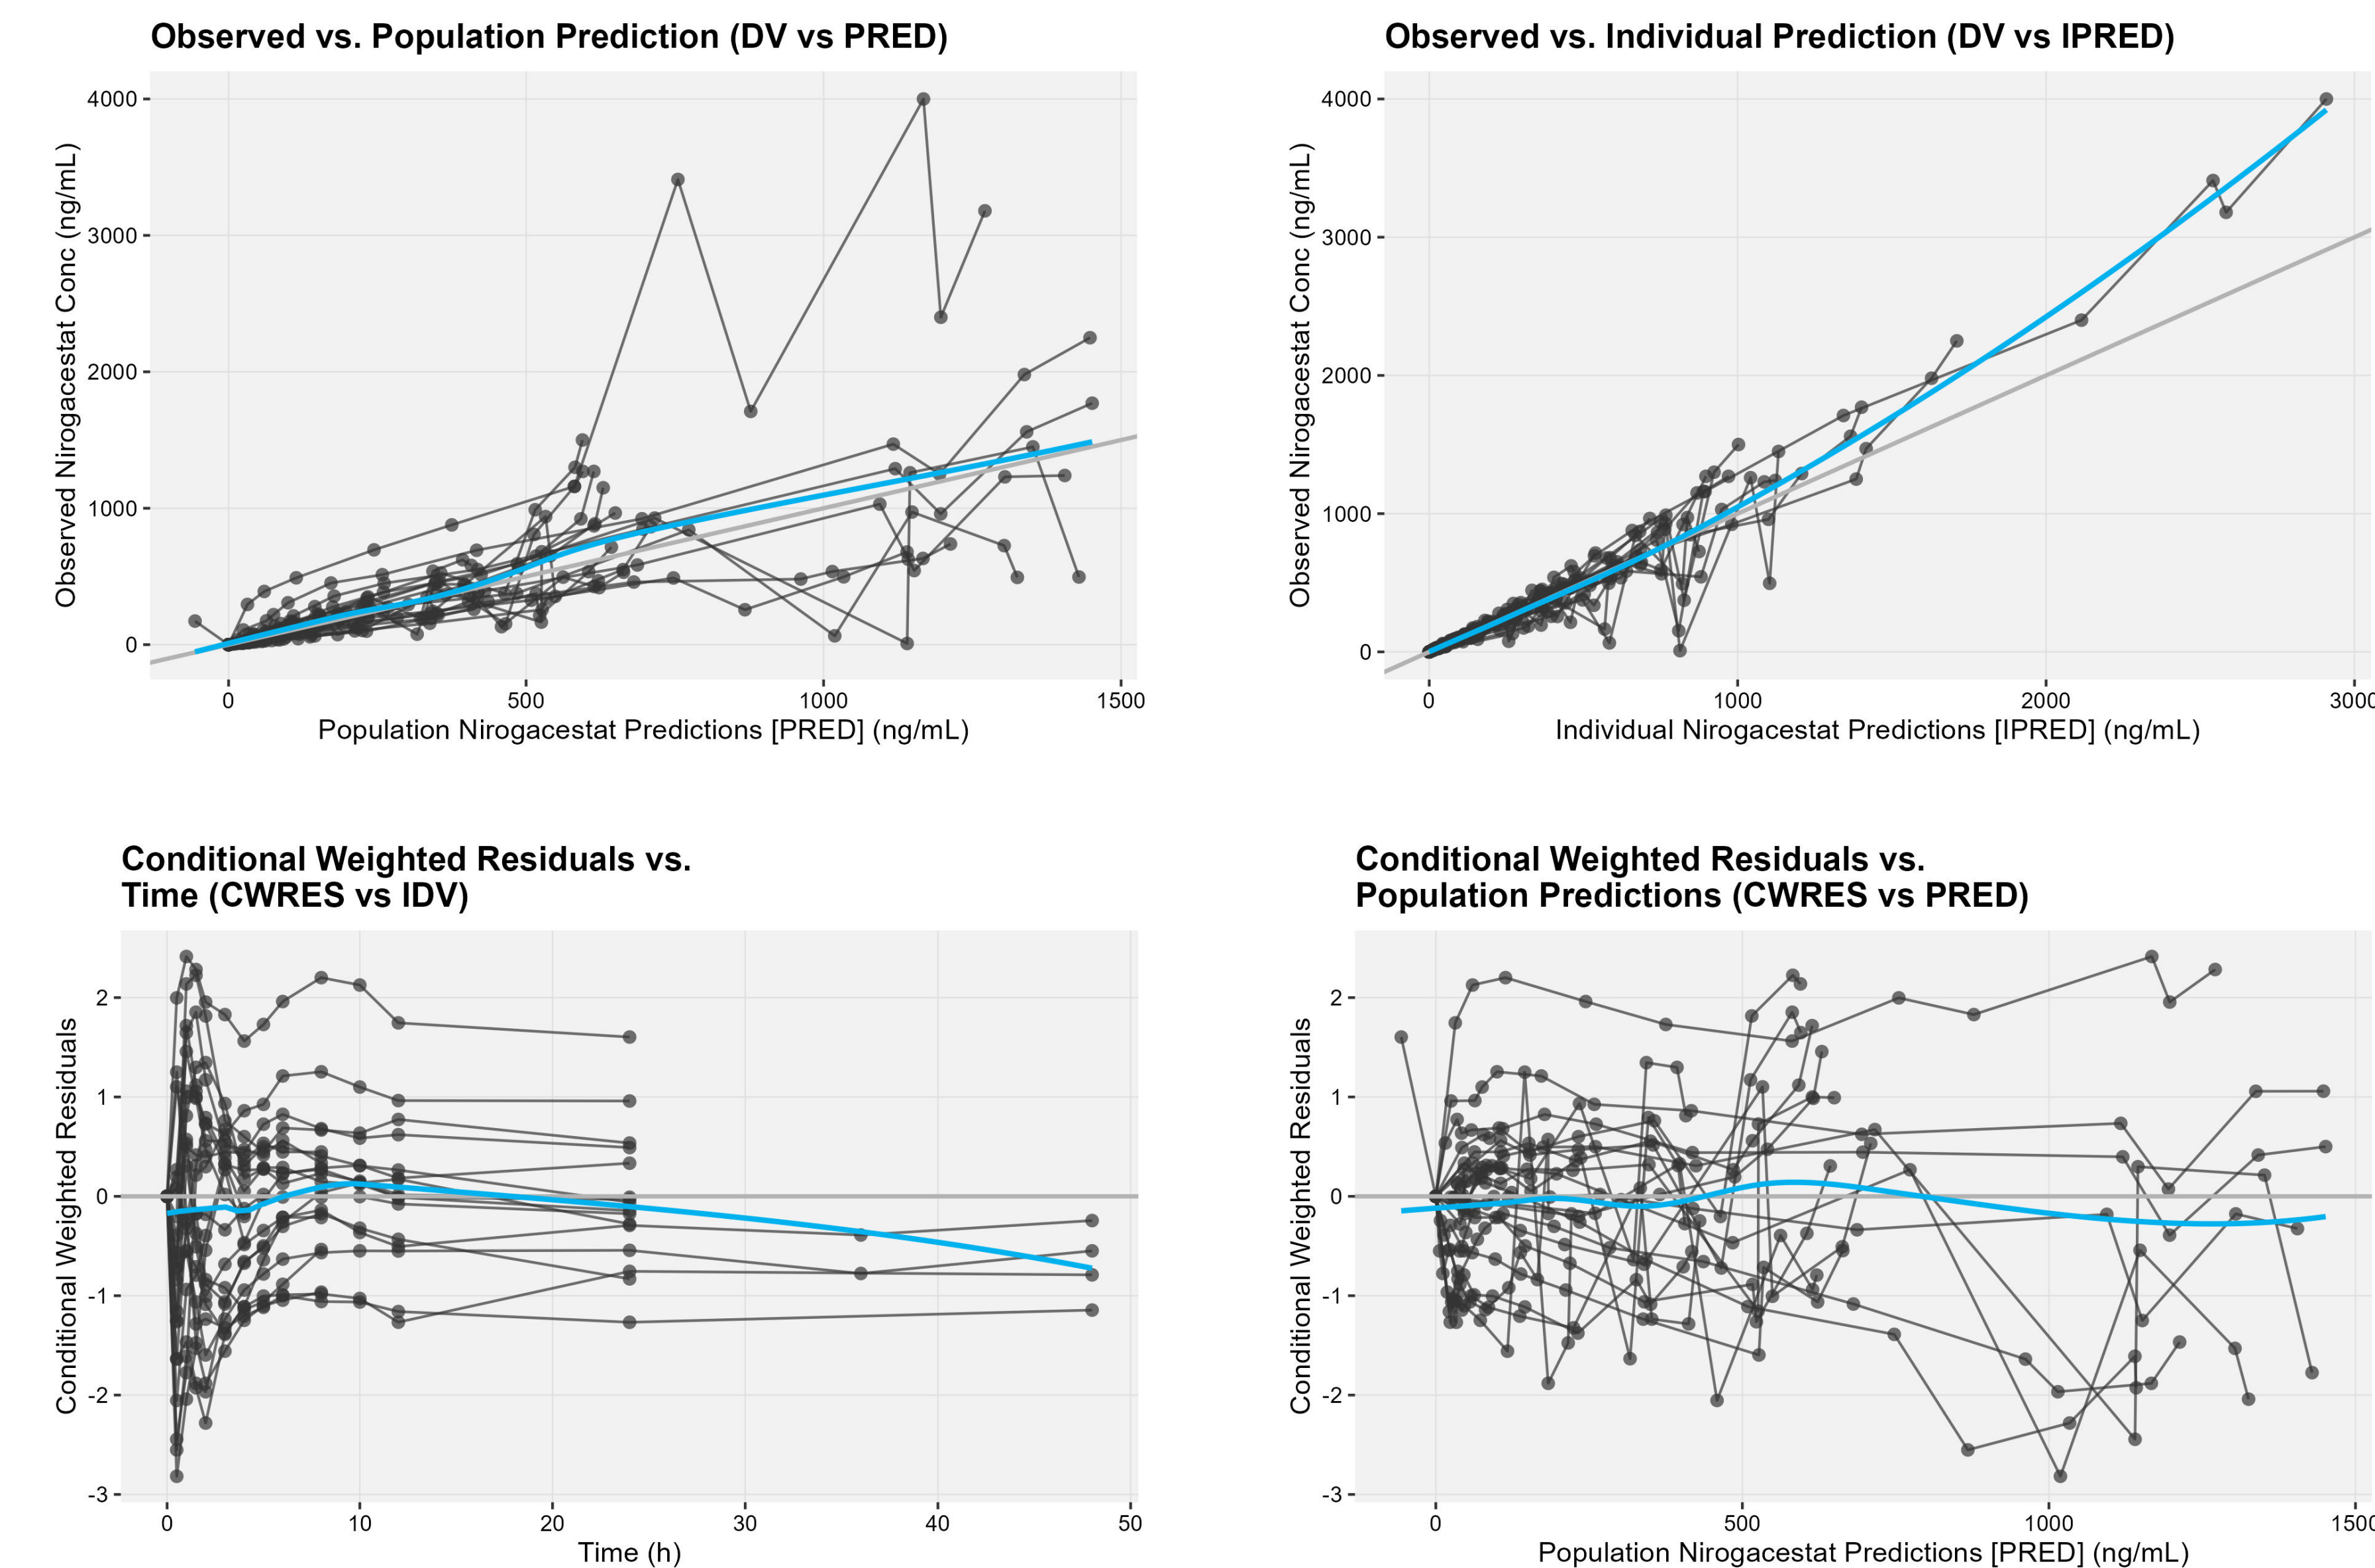 Observed vs. Population Prediction (DV vs PRED)
Observed Nirogacestat Conc (ng/mL)
4000
3000
2000
1000
0
0 500 1000 1500
Population Nirogacestat Predictions [PRED] (ng/mL)
Observed vs. Individual Prediction (DV vs IPRED)
Observed Nirogacestat Conc (ng/mL)
4000
3000
2000
1000
0
0 1000 2000 3000
Individual Nirogacestat Predictions [IPRED] (ng/mL)
Conditional Weighted Residuals vs.
Time (CWRES vs IDV)
Conditional Weighted Residuals
2
1
0
-1
-2
-3
0 10 20 30 40 50
Time (h)
Conditional Weighted Residuals vs.
Population Predictions (CWRES vs PRED)
Conditional Weighted Residuals
2
1
0
-1
-2
-3
0 500 1000 1500
Population Nirogacestat Predictions [PRED] (ng/mL)